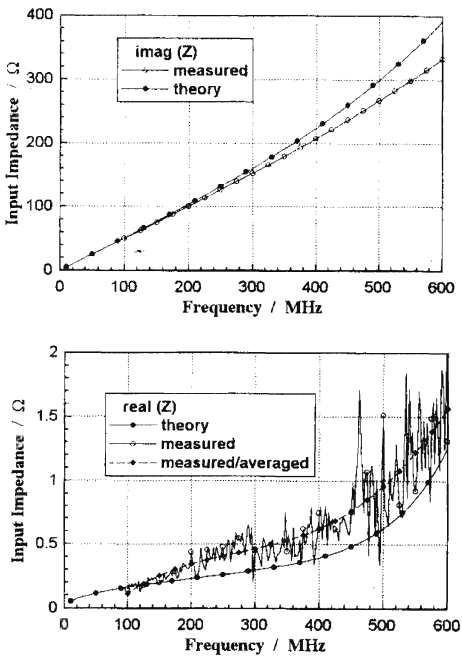 400
300
200
100
0
Input Impedance / Ω
imag (Z)
measured
theory
0 100 200 300 400 500 600
Frequency / MHz
2
1.5
1
0.5
0
Input Impedance / Ω
real (Z)
theory
measured
measured/averaged
0 100 200 300 400 500 600
Frequency / MHz